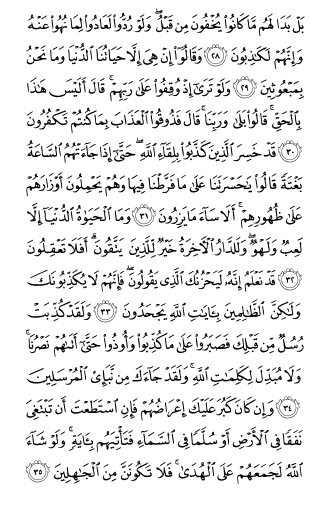 بَلْ بَدَا لَهُم مَّا كَانُوا۟ يُخْفُونَ مِن قَبْلُ ۖ وَلَوْ رُدُّوا۟ لَعَادُوا۟ لِمَا نُهُوا۟ عَنْهُ
وَإِنَّهُمْ لَكَـٰذِبُونَ ٢٨ وَقَالُوٓا۟ إِنْ هِىَ إِلَّا حَيَاتُنَا ٱلدُّنْيَا وَمَا نَحْنُ
بِمَبْعُوثِينَ ٢٩ وَلَوْ تَرَىٰٓ إِذْ وُقِفُوا۟ عَلَىٰ رَبِّهِمْ ۚ قَالَ أَلَيْسَ هَـٰذَا
بِٱلْحَقِّ ۚ قَالُوا۟ بَلَىٰ وَرَبِّنَا ۚ قَالَ فَذُوقُوا۟ ٱلْعَذَابَ بِمَا كُنتُمْ تَكْفُرُونَ
٣٠ قَدْ خَسِرَ ٱلَّذِينَ كَذَّبُوا۟ بِلِقَآءِ ٱللَّهِ ۖ حَتَّىٰٓ إِذَا جَآءَتْهُمُ ٱلسَّاعَةُ
بَغْتَةً قَالُوا۟ يَـٰحَسْرَتَنَا عَلَىٰ مَا فَرَّطْنَا فِيهَا وَهُمْ يَحْمِلُونَ أَوْزَارَهُمْ
عَلَىٰ ظُهُورِهِمْ ۚ أَلَا سَآءَ مَا يَزِرُونَ ٣١ وَمَا ٱلْحَيَوٰةُ ٱلدُّنْيَآ إِلَّا
لَعِبٌ وَلَهْوٌ ۖ وَلَلدَّارُ ٱلْـَٔاخِرَةُ خَيْرٌ لِّلَّذِينَ يَتَّقُونَ ۗ أَفَلَا تَعْقِلُونَ
٣٢ قَدْ نَعْلَمُ إِنَّهُۥ لَيَحْزُنُكَ ٱلَّذِى يَقُولُونَ ۖ فَإِنَّهُمْ لَا يُكَذِّبُونَكَ
وَلَـٰكِنَّ ٱلظَّـٰلِمِينَ بِـَٔايَـٰتِ ٱللَّهِ يَجْحَدُونَ ٣٣ وَلَقَدْ كُذِّبَتْ
رُسُلٌ مِّن قَبْلِكَ فَصَبَرُوا۟ عَلَىٰ مَا كُذِّبُوا۟ وَأُوذُوا۟ حَتَّىٰٓ أَتَىٰهُمْ نَصْرُنَا ۚ
وَلَا مُبَدِّلَ لِكَلِمَـٰتِ ٱللَّهِ ۚ وَلَقَدْ جَآءَكَ مِن نَّبَإِى۟ ٱلْمُرْسَلِينَ
٣٤ وَإِن كَانَ كَبُرَ عَلَيْكَ إِعْرَاضُهُمْ فَإِنِ ٱسْتَطَعْتَ أَن تَبْتَغِىَ
نَفَقًا فِى ٱلْأَرْضِ أَوْ سُلَّمًا فِى ٱلسَّمَآءِ فَتَأْتِيَهُم بِـَٔايَةٍ ۚ وَلَوْ شَآءَ
ٱللَّهُ لَجَمَعَهُمْ عَلَى ٱلْهُدَىٰ ۚ فَلَا تَكُونَنَّ مِنَ ٱلْجَـٰهِلِينَ ٣٥